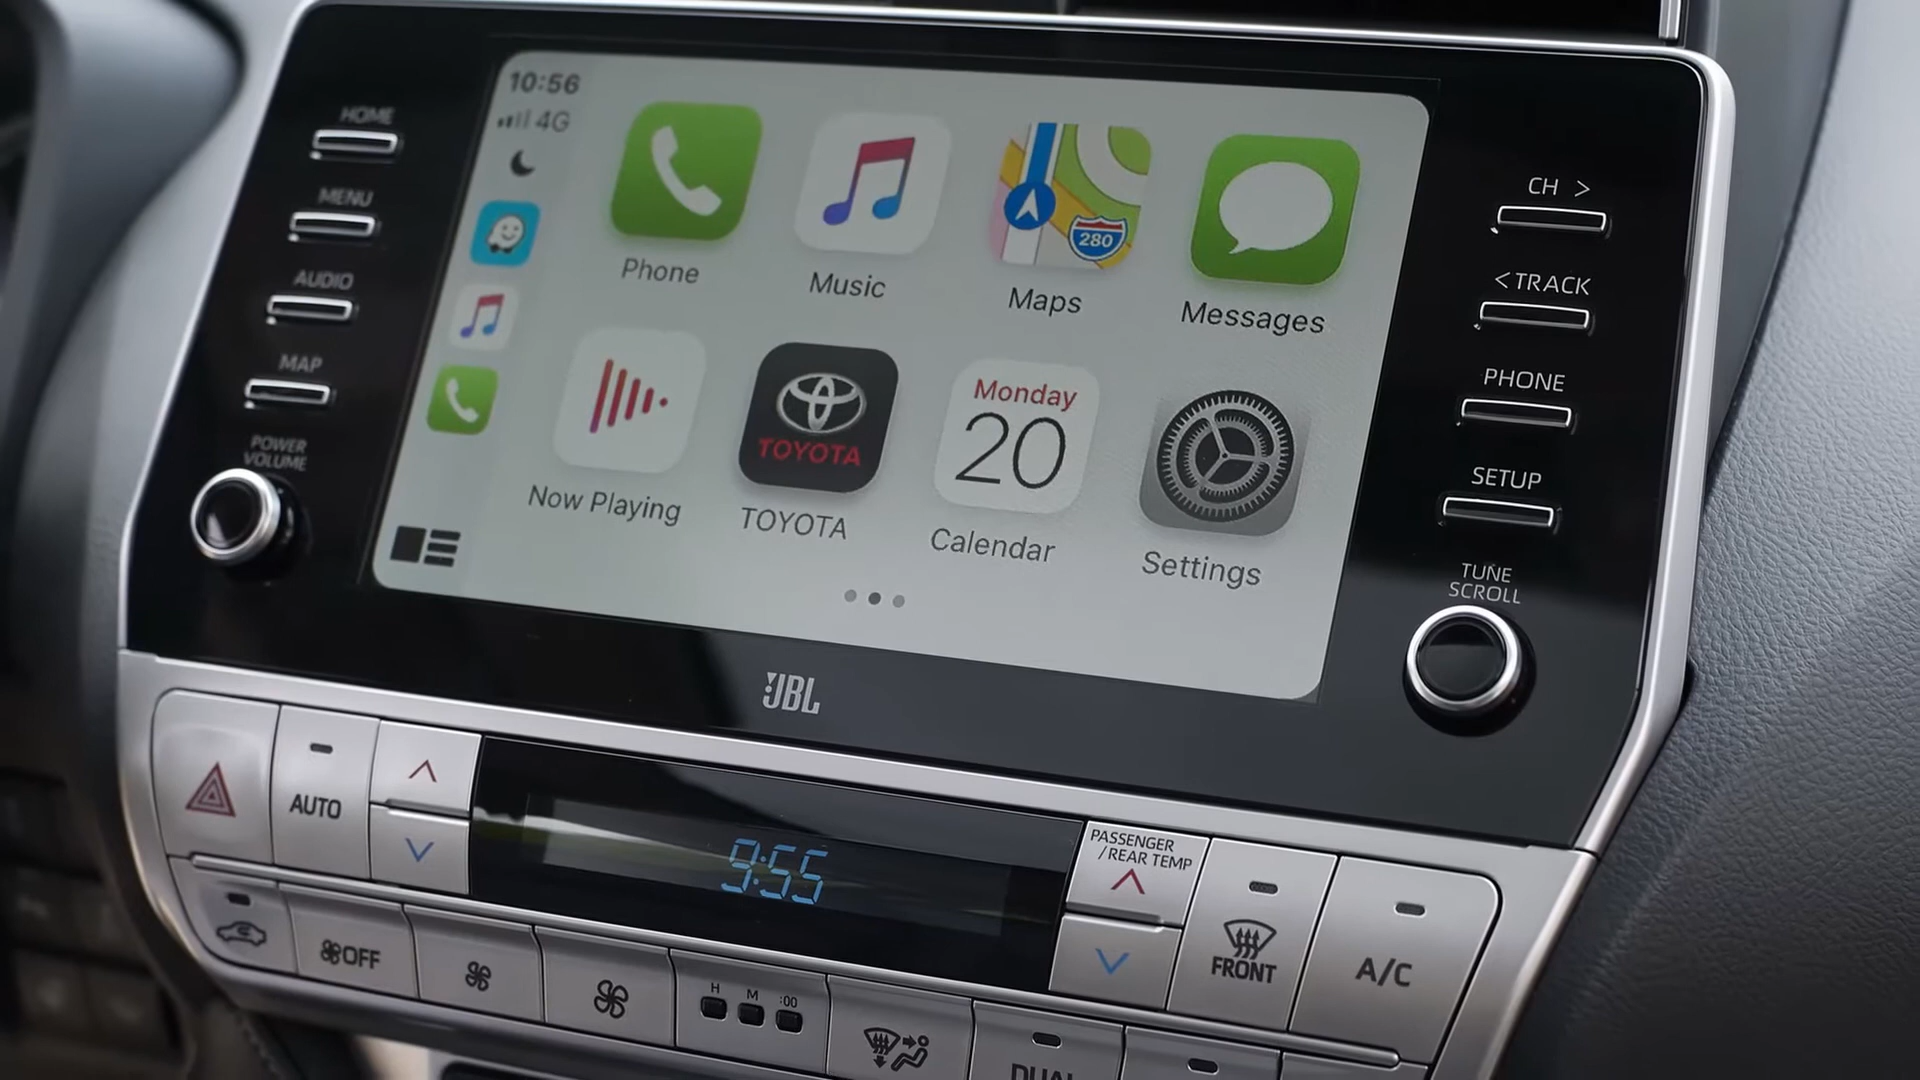 HOME
MENU
AUDIO
MAP
POWER
VOLUME
10:56
4G
Phone
Music
280
Maps
Messages
Now Playing
TOYOTA
TOYOTA
Monday
20
Calendar
Settings
CH >
< TRACK
PHONE
SETUP
TUNE
SCROLL
JBL
AUTO
9:55
PASSENGER
/REAR TEMP
FRONT
A/C
OFF
H M :00
DUAL